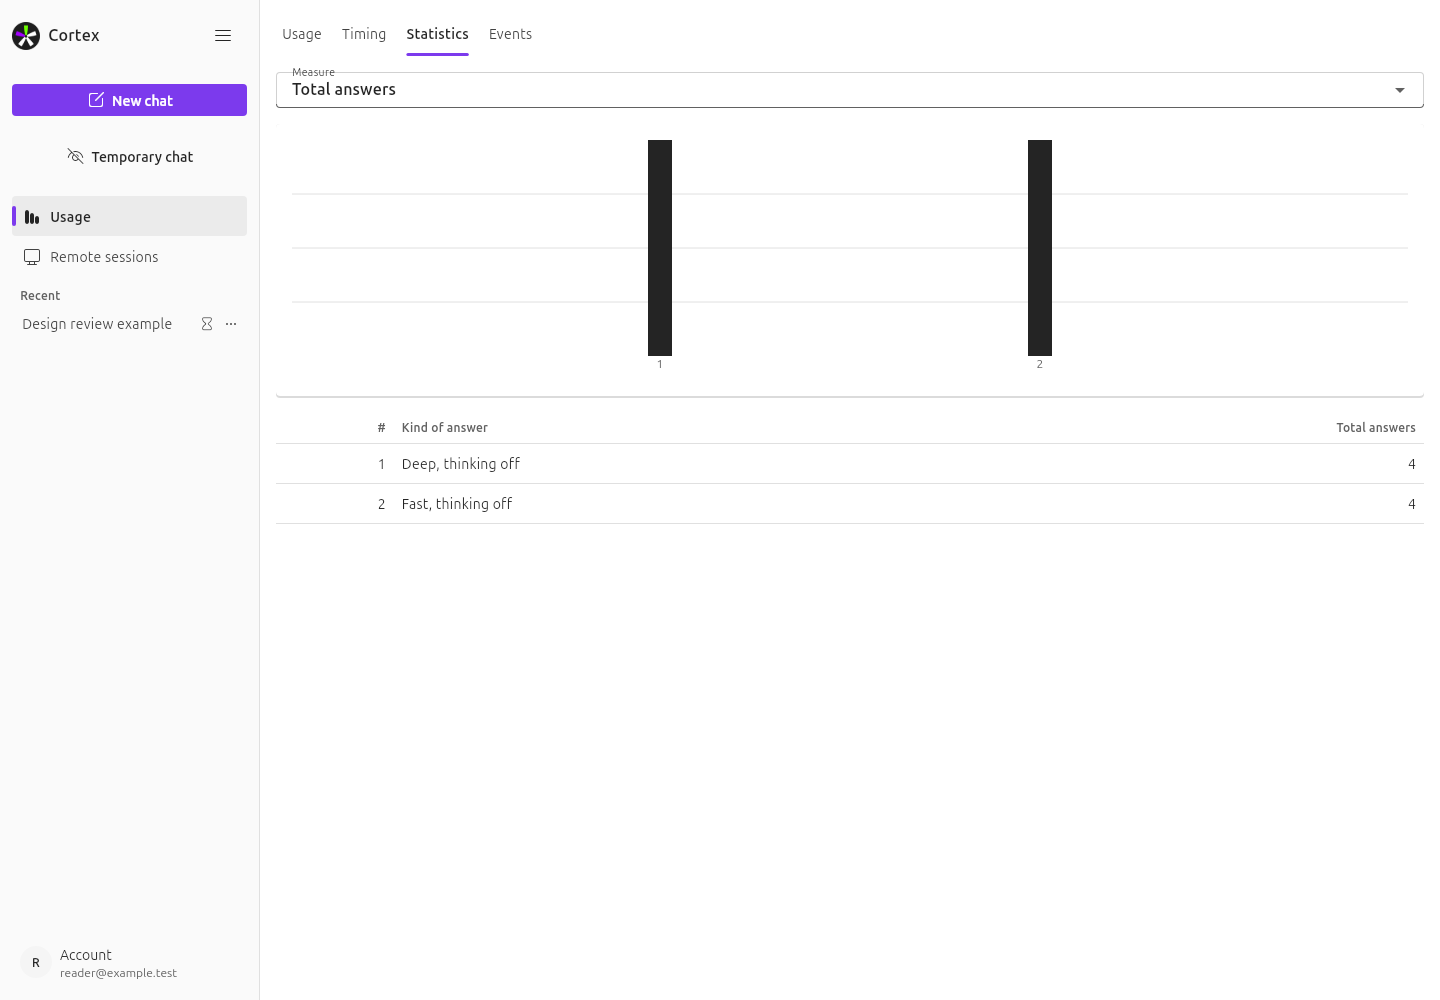 Cortex
New chat
Temporary chat
Usage
Remote sessions
Recent
Design review example
R
Account
reader@example.test
Usage Timing Statistics Events
Measure
Total answers
1 2
# Kind of answer Total answers
1 Deep, thinking off 4
2 Fast, thinking off 4